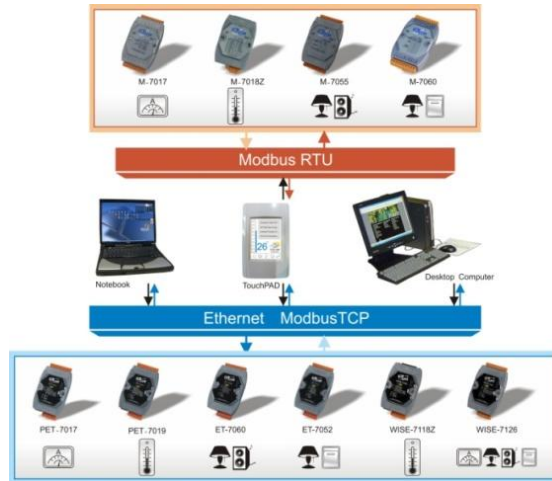 M-7017 M-7018Z M-7055 M-7060
Modbus RTU
Notebook TouchPAD Desktop Computer
26
Ethernet ModbusTCP
PET-7017 PET-7019 ET-7060 ET-7052 WISE-7118Z WISE-7126